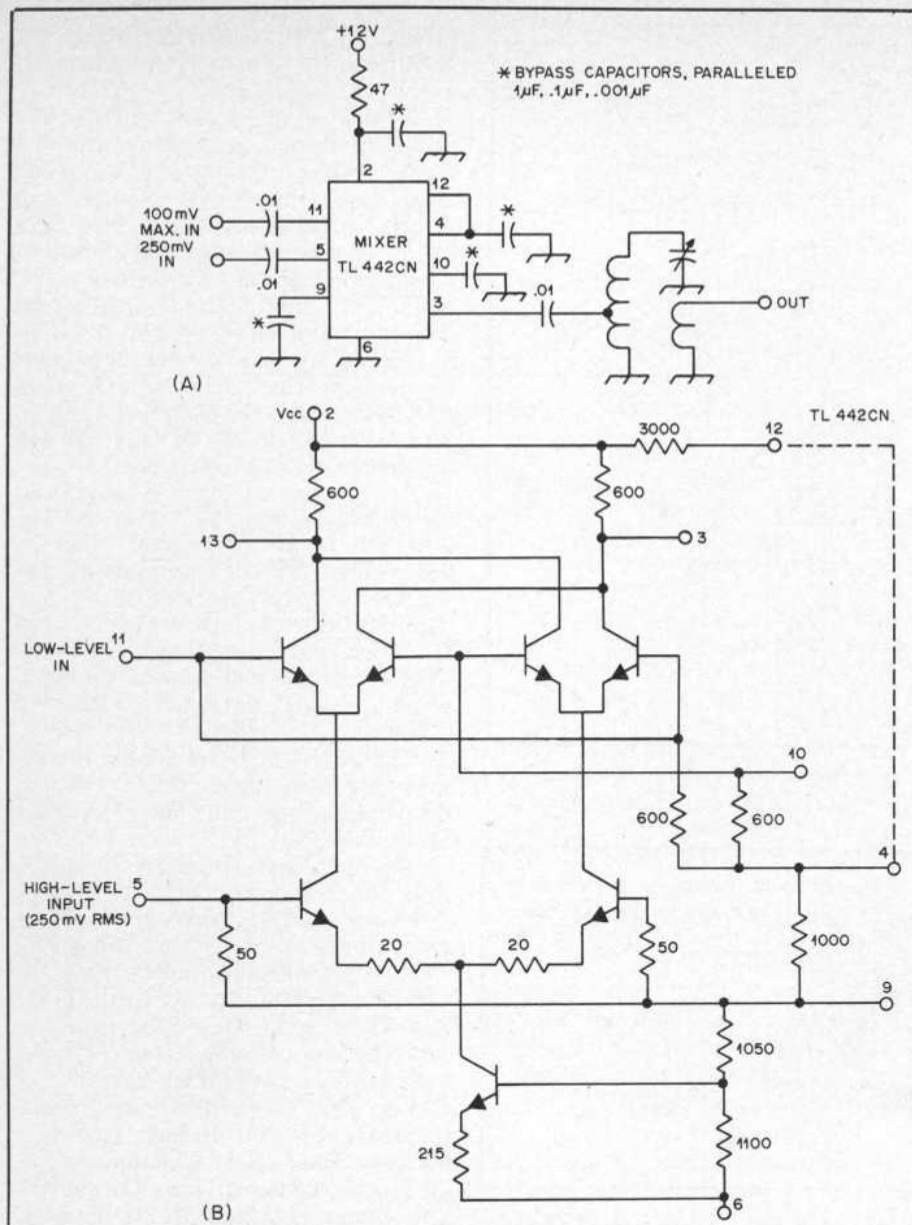 +12V
* BYPASS CAPACITORS, PARALLELED
1µF, .1µF, .001µF
47
*
2
12
.01
11
100mV
MAX. IN
MIXER
TL 442CN
4
*
250mV
IN
5
10
*
.01
9
3
.01
OUT
*
6
(A)
Vcc
2
TL 442CN
3000
12
600
600
13
3
LOW-LEVEL
IN
11
10
600
600
4
HIGH-LEVEL
INPUT
(250mV RMS)
5
50
20
20
50
1000
9
1050
215
1100
(B)
6